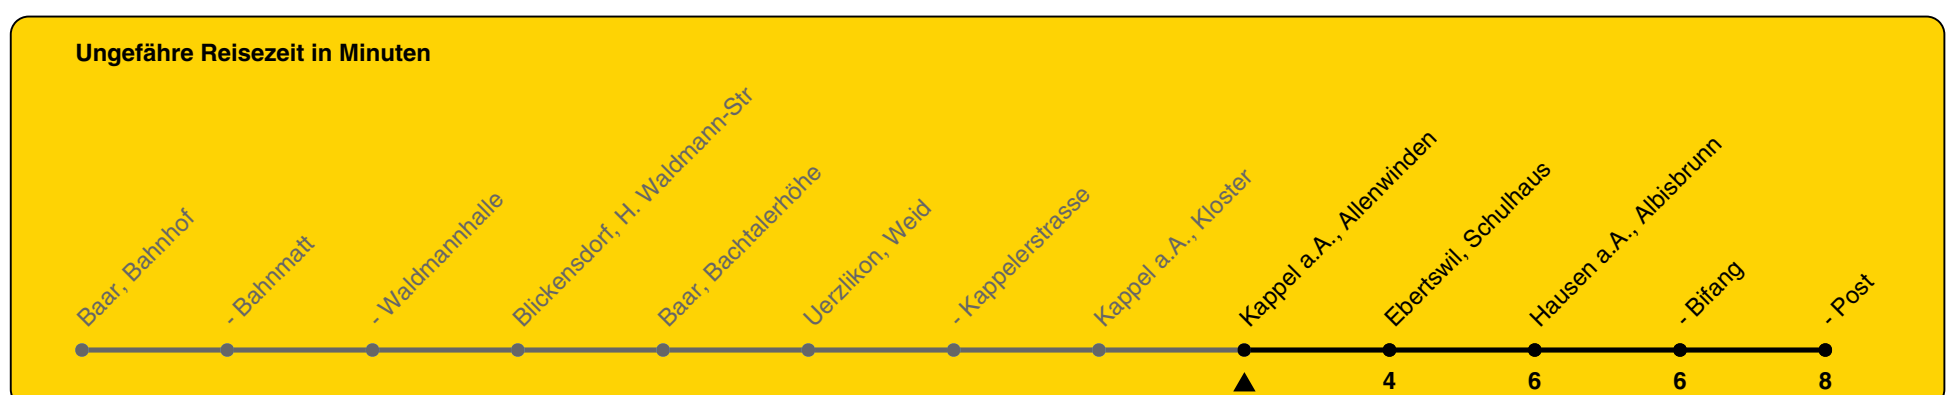 Ungefähre Reisezeit in Minuten
Baar, Bahnhof
- Bahnmatt
- Waldmannhalle
Blickensdorf, H. Waldmann-Str
Baar, Bachtalerhöhe
Uerzlikon, Weid
- Kappelerstrasse
Kappel a.A., Kloster
Kappel a.A., Allenwinden
Ebertswil, Schulhaus
Hausen a.A., Albisbrunn
- Bifang
- Post
4 6 6 8